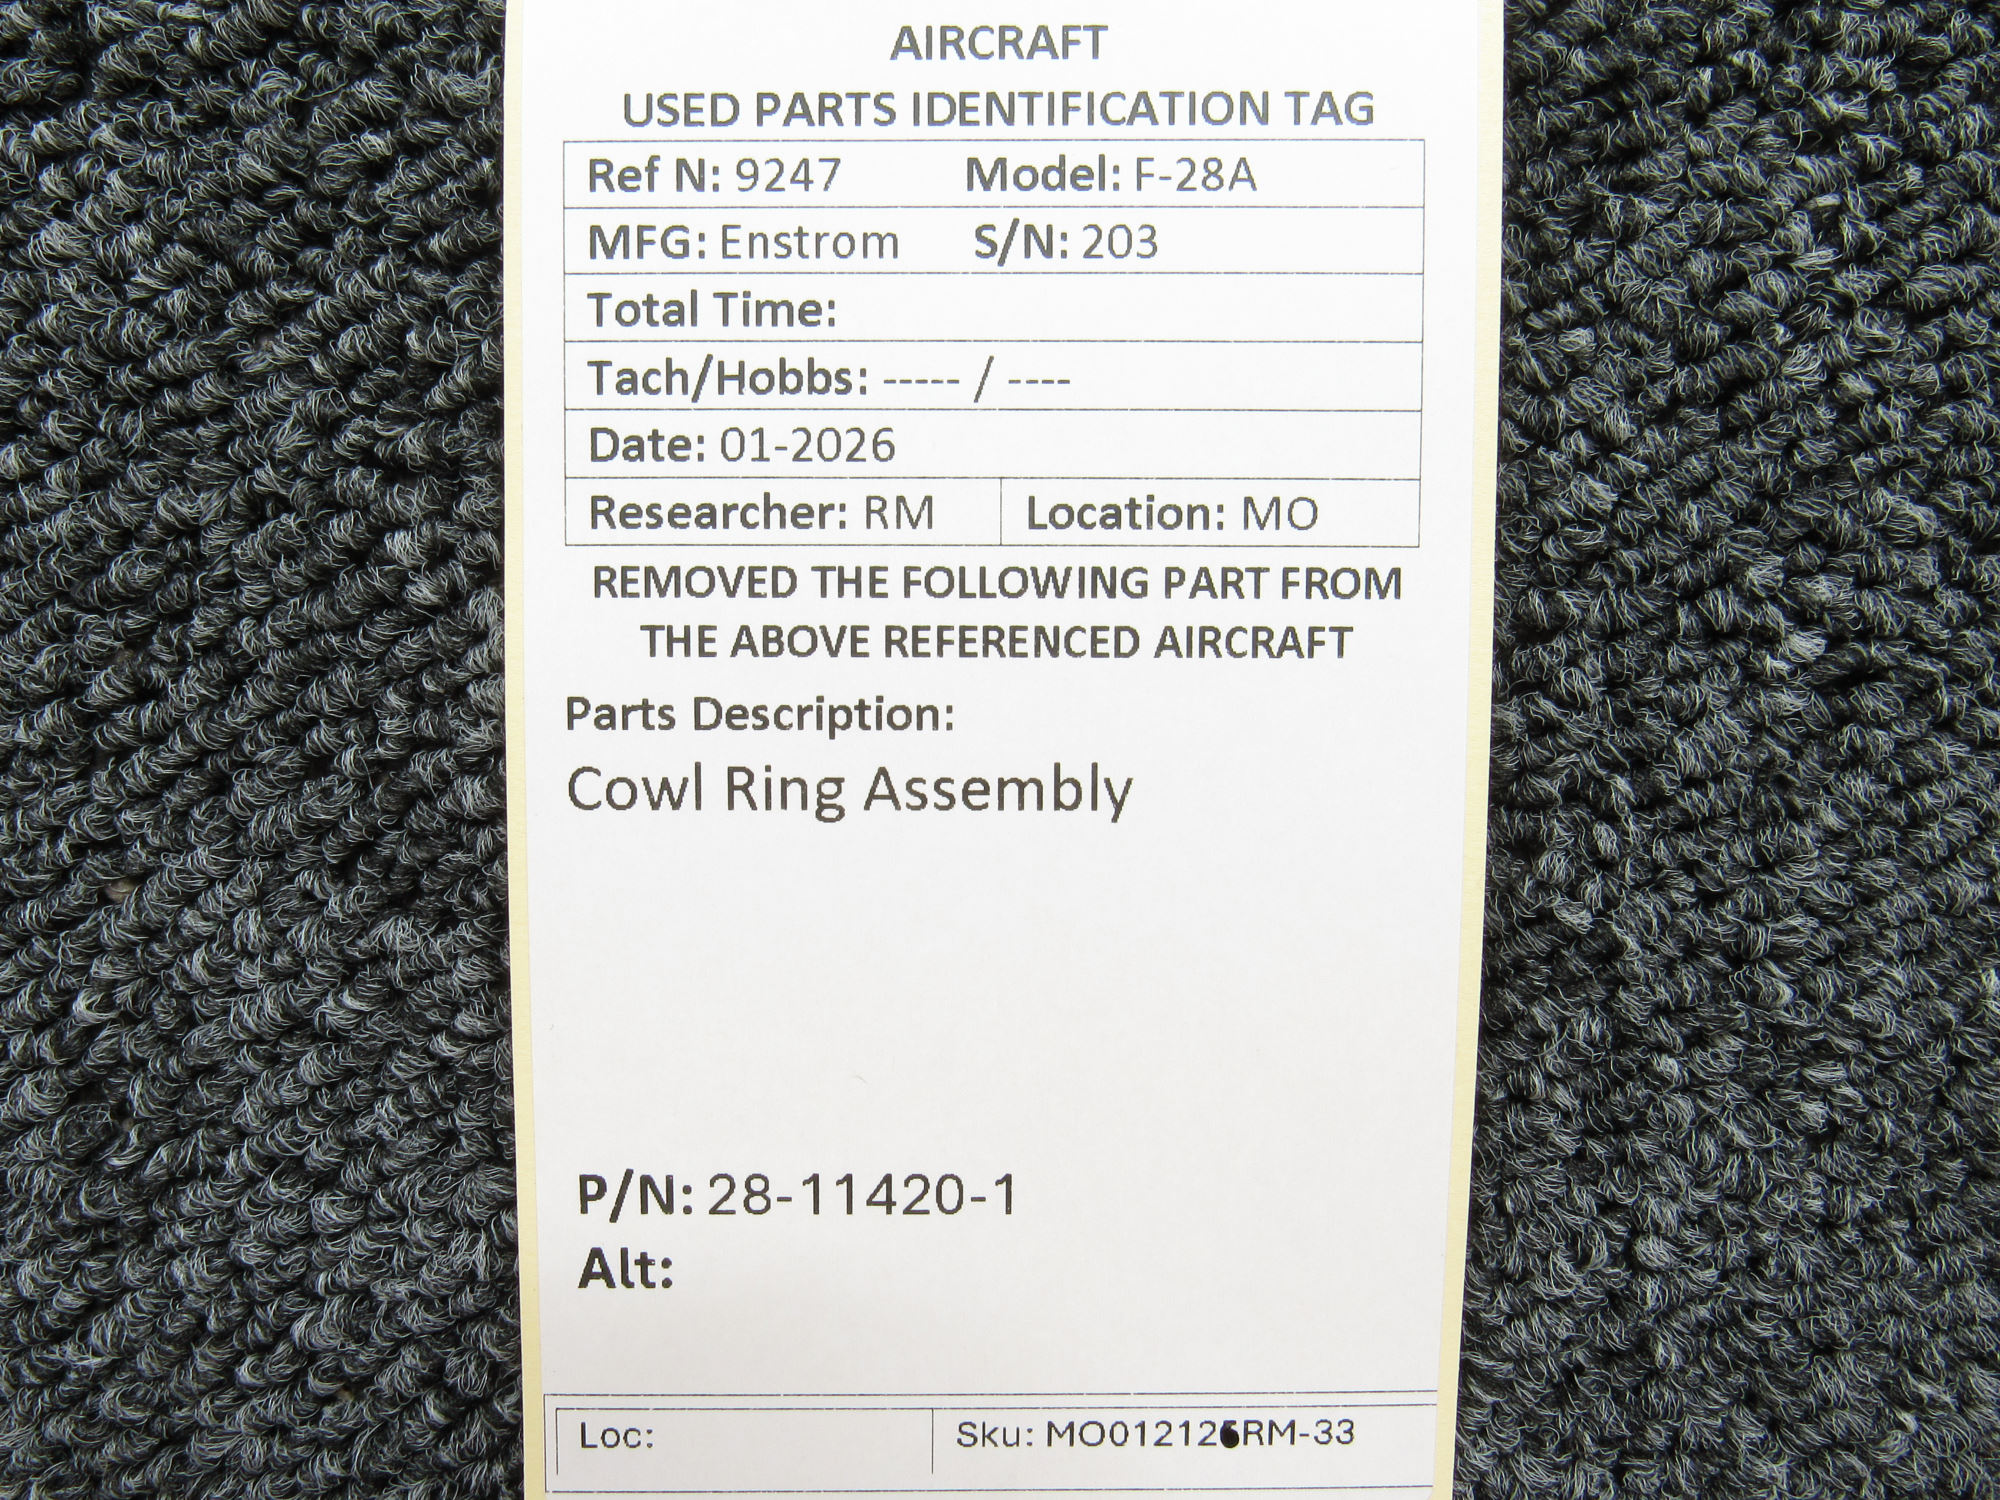 AIRCRAFT
USED PARTS IDENTIFICATION TAG
Ref N: 9247 Model: F-28A
MFG: Enstrom S/N: 203
Total Time:
Tach/Hobbs: ----- / ----
Date: 01-2026
Researcher: RM Location: MO
REMOVED THE FOLLOWING PART FROM
THE ABOVE REFERENCED AIRCRAFT
Parts Description:
Cowl Ring Assembly
P/N: 28-11420-1
Alt:
Loc: Sku: